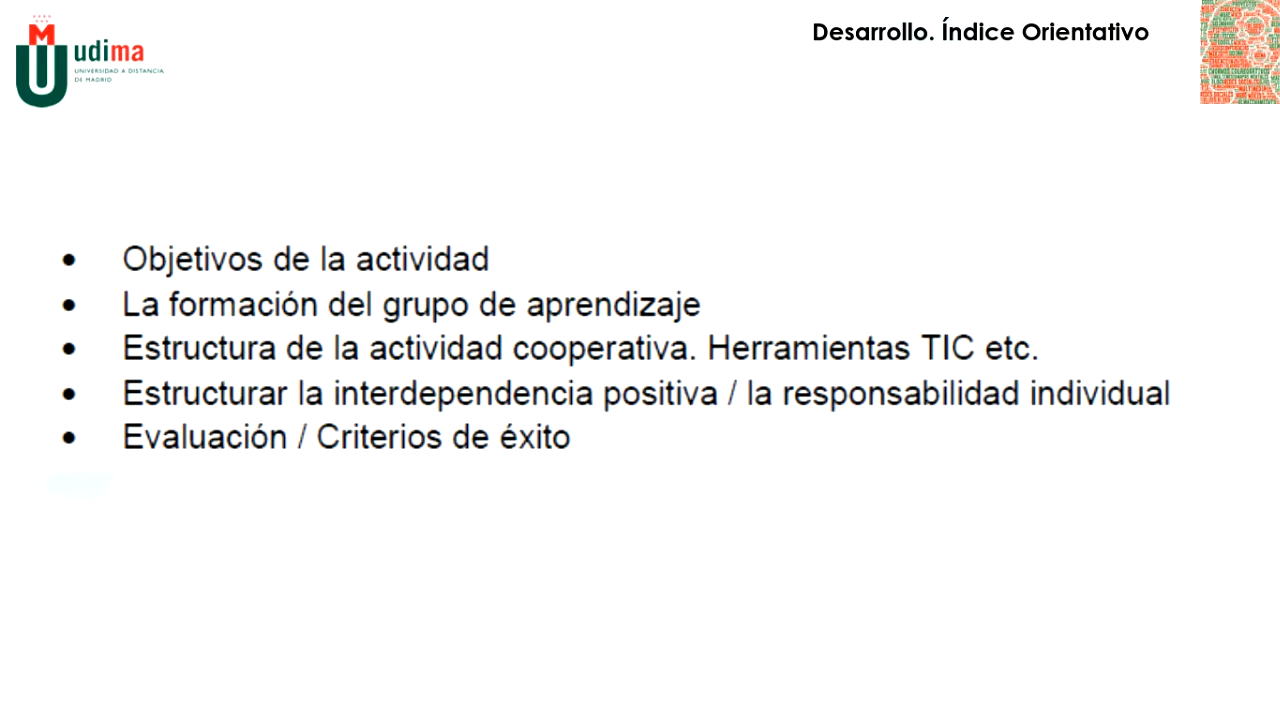 Desarrollo. Índice Orientativo
M
U
udima
UNIVERSIDAD A DISTANCIA
DE MADRID
• Objetivos de la actividad
• La formación del grupo de aprendizaje
• Estructura de la actividad cooperativa. Herramientas TIC etc.
• Estructurar la interdependencia positiva / la responsabilidad individual
• Evaluación / Criterios de éxito